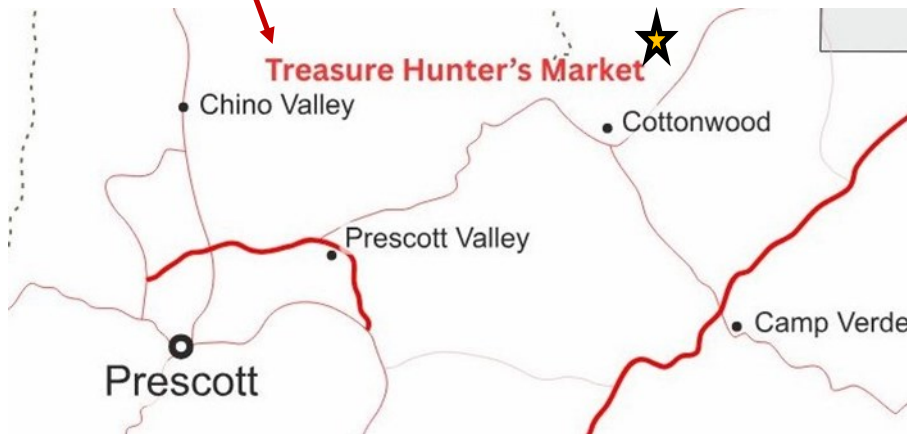 Treasure Hunter's Market
Chino Valley
Cottonwood
Prescott Valley
Camp Verde
Prescott